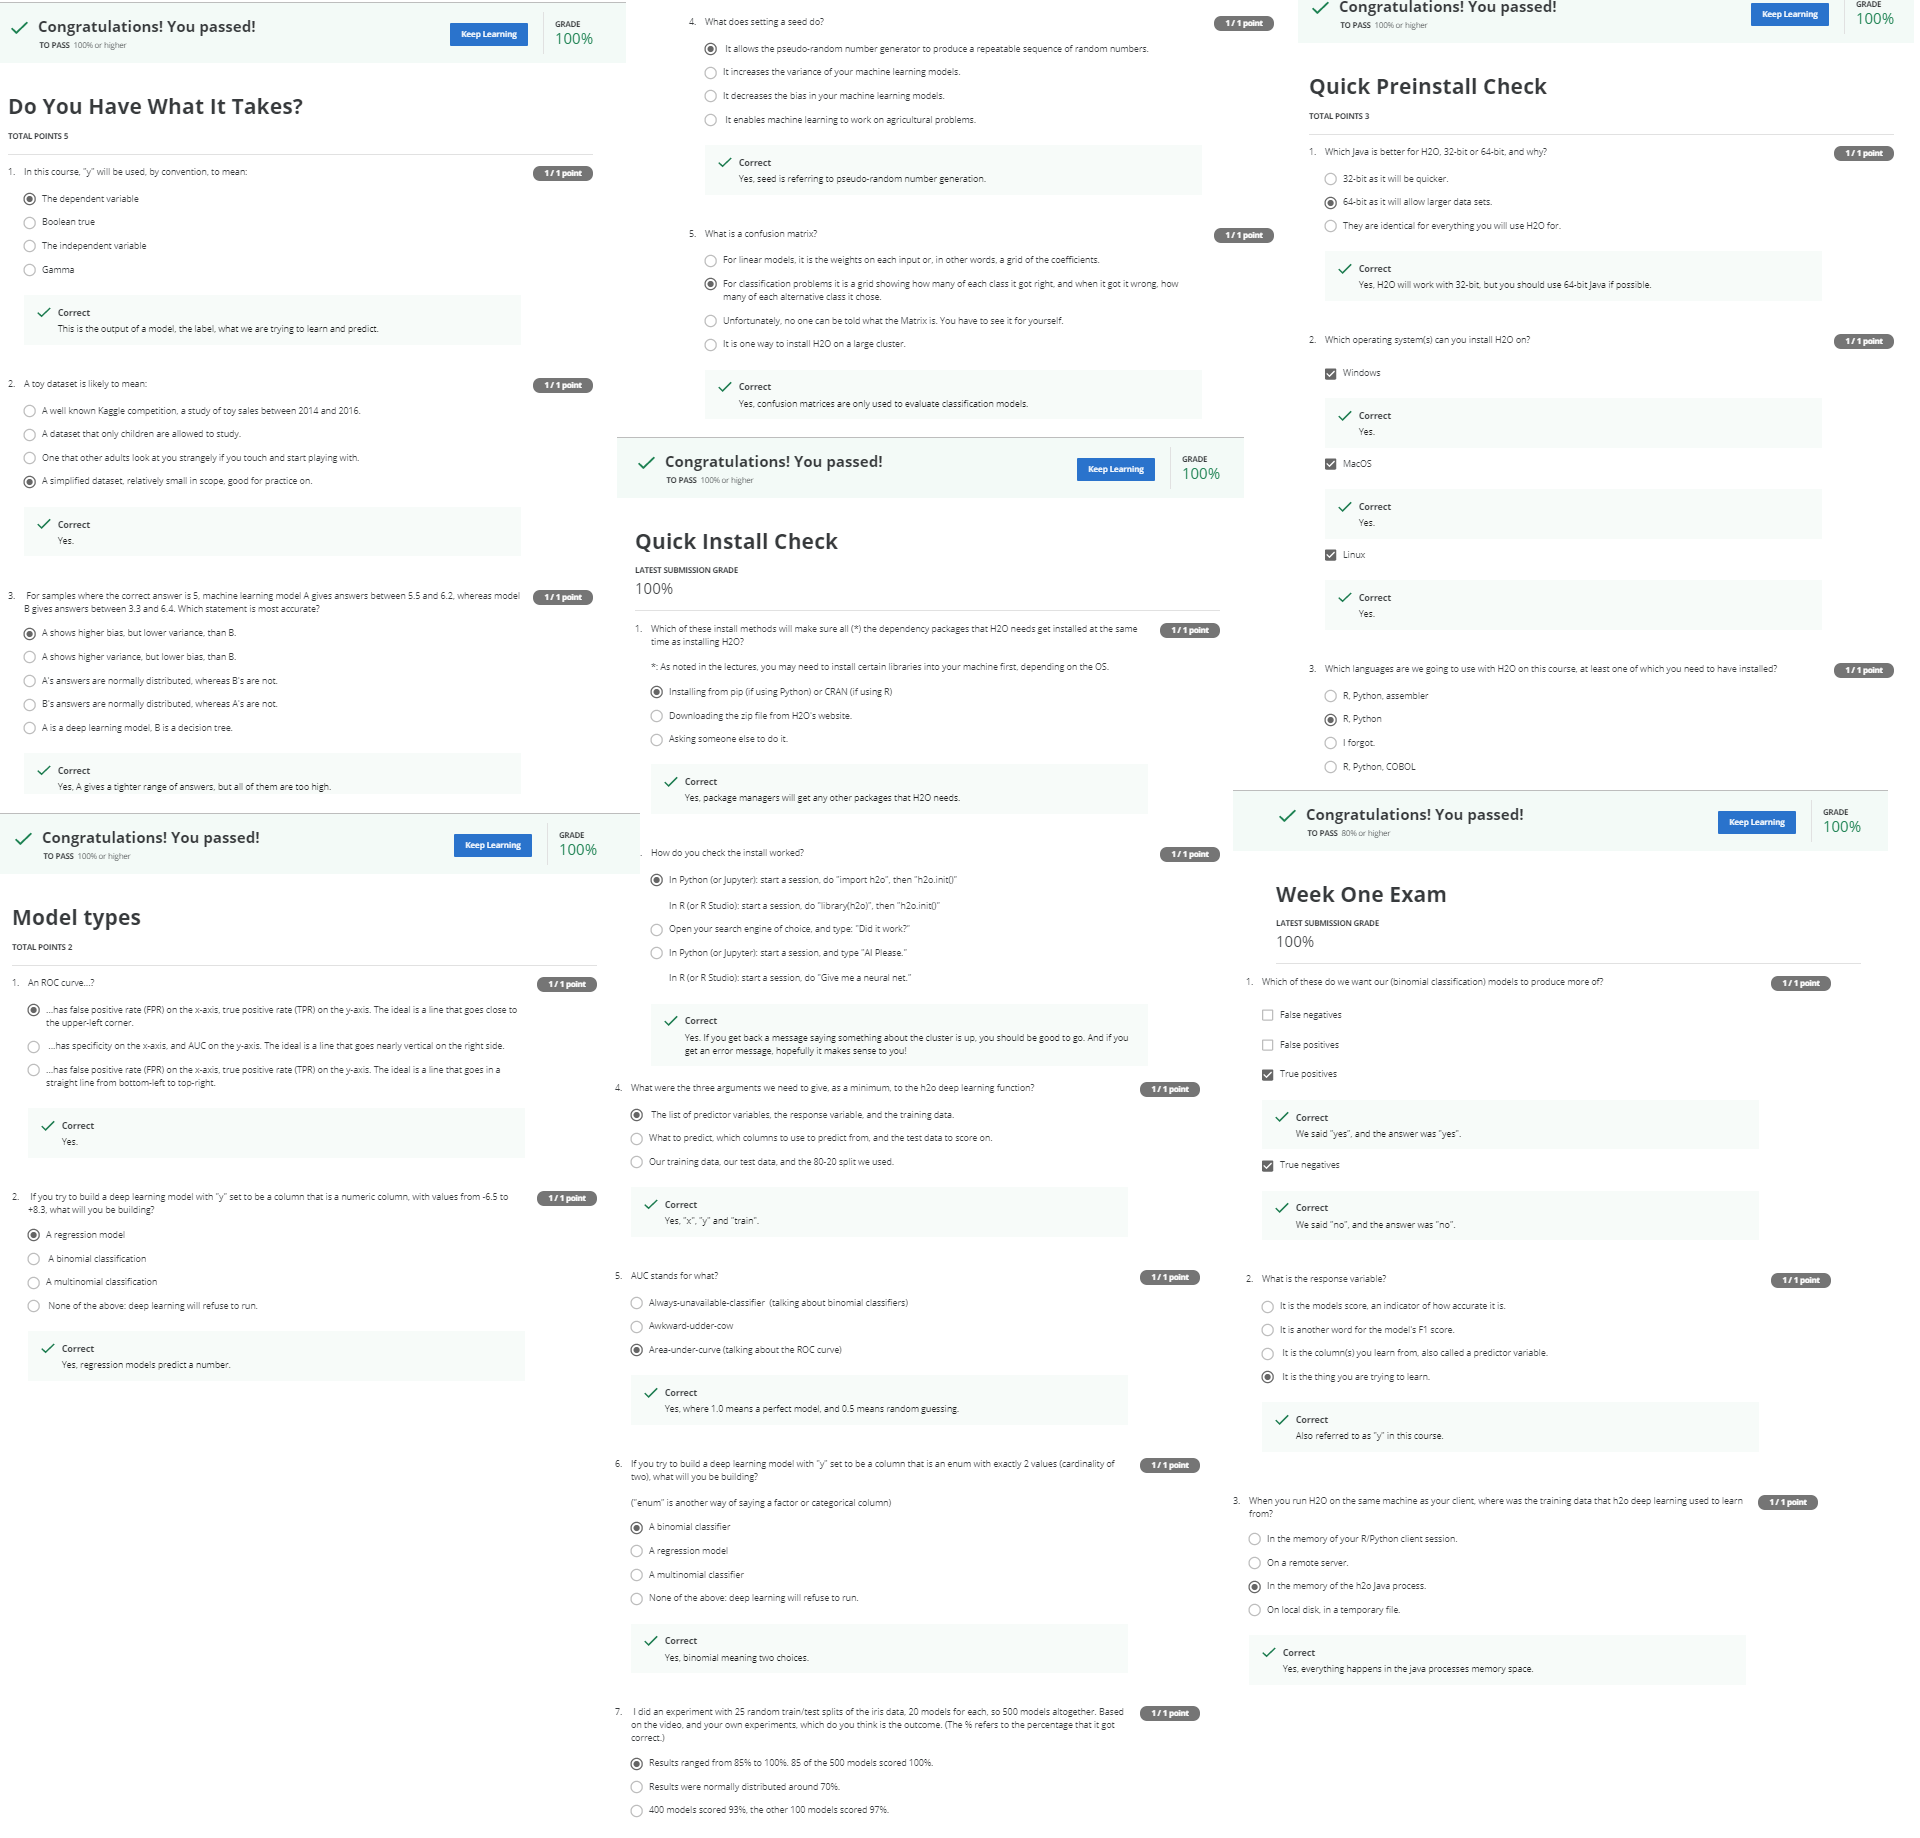 Congratulations! You passed!
TO PASS 100% or higher
Keep Learning
GRADE
100%
Do You Have What It Takes?
TOTAL POINTS 5
1. In this course, "y" will be used, by convention, to mean:
1 / 1 point
The dependent variable
Boolean true
The independent variable
Gamma
Correct
This is the output of a model, the label, what we are trying to learn and predict.
2. A toy dataset is likely to mean:
1 / 1 point
A well known Kaggle competition, a study of toy sales between 2014 and 2016.
A dataset that only children are allowed to study.
One that other adults look at you strangely if you touch and start playing with.
A simplified dataset, relatively small in scope, good for practice on.
Correct
Yes.
3. For samples where the correct answer is 5, machine learning model A gives answers between 5.5 and 6.2, whereas model
B gives answers between 3.3 and 6.4. Which statement is most accurate?
1 / 1 point
A shows higher bias, but lower variance, than B.
A shows higher variance, but lower bias, than B.
A's answers are normally distributed, whereas B's are not.
B's answers are normally distributed, whereas A's are not.
A is a deep learning model, B is a decision tree.
Correct
Yes, A gives a tighter range of answers, but all of them are too high.
Congratulations! You passed!
TO PASS 100% or higher
Keep Learning
GRADE
100%
Model types
TOTAL POINTS 2
1. An ROC curve...?
1 / 1 point
...has false positive rate (FPR) on the x-axis, true positive rate (TPR) on the y-axis. The ideal is a line that goes close to
the upper-left corner.
...has specificity on the x-axis, and AUC on the y-axis. The ideal is a line that goes nearly vertical on the right side.
...has false positive rate (FPR) on the x-axis, true positive rate (TPR) on the y-axis. The ideal is a line that goes in a
straight line from bottom-left to top-right.
Correct
Yes.
2. If you try to build a deep learning model with "y" set to be a column that is a numeric column, with values from -6.5 to
+8.3, what will you be building?
1 / 1 point
A regression model
A binomial classification
A multinomial classification
None of the above: deep learning will refuse to run.
Correct
Yes, regression models predict a number.
4. What does setting a seed do?
1 / 1 point
It allows the pseudo-random number generator to produce a repeatable sequence of random numbers.
It increases the variance of your machine learning models.
It decreases the bias in your machine learning models.
It enables machine learning to work on agricultural problems.
Correct
Yes, seed is referring to pseudo-random number generation.
5. What is a confusion matrix?
1 / 1 point
For linear models, it is the weights on each input or, in other words, a grid of the coefficients.
For classification problems it is a grid showing how many of each class it got right, and when it got it wrong, how
many of each alternative class it chose.
Unfortunately, no one can be told what the Matrix is. You have to see it for yourself.
It is one way to install H2O on a large cluster.
Correct
Yes, confusion matrices are only used to evaluate classification models.
Congratulations! You passed!
TO PASS 100% or higher
Keep Learning
GRADE
100%
Quick Install Check
LATEST SUBMISSION GRADE
100%
1. Which of these install methods will make sure all (*) the dependency packages that H2O needs get installed at the same
time as installing H2O?
1 / 1 point
*: As noted in the lectures, you may need to install certain libraries into your machine first, depending on the OS.
Installing from pip (if using Python) or CRAN (if using R)
Downloading the zip file from H2O's website.
Asking someone else to do it.
Correct
Yes, package managers will get any other packages that H2O needs.
. How do you check the install worked?
1 / 1 point
In Python (or Jupyter): start a session, do "import h2o", then "h2o.init()"
In R (or R Studio): start a session, do "library(h2o)", then "h2o.init()"
Open your search engine of choice, and type: "Did it work?"
In Python (or Jupyter): start a session, and type "AI Please."
In R (or R Studio): start a session, do "Give me a neural net."
Correct
Yes. If you get back a message saying something about the cluster is up, you should be good to go. And if you
get an error message, hopefully it makes sense to you!
4. What were the three arguments we need to give, as a minimum, to the h2o deep learning function?
1 / 1 point
The list of predictor variables, the response variable, and the training data.
What to predict, which columns to use to predict from, and the test data to score on.
Our training data, our test data, and the 80-20 split we used.
Correct
Yes, "x", "y" and "train".
5. AUC stands for what?
1 / 1 point
Always-unavailable-classifier (talking about binomial classifiers)
Awkward-udder-cow
Area-under-curve (talking about the ROC curve)
Correct
Yes, where 1.0 means a perfect model, and 0.5 means random guessing.
6. If you try to build a deep learning model with "y" set to be a column that is an enum with exactly 2 values (cardinality of
two), what will you be building?
1 / 1 point
("enum" is another way of saying a factor or categorical column)
A binomial classifier
A regression model
A multinomial classifier
None of the above: deep learning will refuse to run.
Correct
Yes, binomial meaning two choices.
7. I did an experiment with 25 random train/test splits of the iris data, 20 models for each, so 500 models altogether. Based
on the video, and your own experiments, which do you think is the outcome. (The % refers to the percentage that it got
correct.)
1 / 1 point
Results ranged from 85% to 100%. 85 of the 500 models scored 100%.
Results were normally distributed around 70%.
400 models scored 93%, the other 100 models scored 97%.
Congratulations! You passed!
TO PASS 100% or higher
Keep Learning
GRADE
100%
Quick Preinstall Check
TOTAL POINTS 3
1. Which Java is better for H2O, 32-bit or 64-bit, and why?
1 / 1 point
32-bit as it will be quicker.
64-bit as it will allow larger data sets.
They are identical for everything you will use H2O for.
Correct
Yes, H2O will work with 32-bit, but you should use 64-bit Java if possible.
2. Which operating system(s) can you install H2O on?
1 / 1 point
Windows
Correct
Yes.
MacOS
Correct
Yes.
Linux
Correct
Yes.
3. Which languages are we going to use with H2O on this course, at least one of which you need to have installed?
1 / 1 point
R, Python, assembler
R, Python
I forgot.
R, Python, COBOL
Congratulations! You passed!
TO PASS 80% or higher
Keep Learning
GRADE
100%
Week One Exam
LATEST SUBMISSION GRADE
100%
1. Which of these do we want our (binomial classification) models to produce more of?
1 / 1 point
False negatives
False positives
True positives
Correct
We said "yes", and the answer was "yes".
True negatives
Correct
We said "no", and the answer was "no".
2. What is the response variable?
1 / 1 point
It is the models score, an indicator of how accurate it is.
It is another word for the model's F1 score.
It is the column(s) you learn from, also called a predictor variable.
It is the thing you are trying to learn.
Correct
Also referred to as "y" in this course.
3. When you run H2O on the same machine as your client, where was the training data that h2o deep learning used to learn
from?
1 / 1 point
In the memory of your R/Python client session.
On a remote server.
In the memory of the h2o Java process.
On local disk, in a temporary file.
Correct
Yes, everything happens in the java processes memory space.